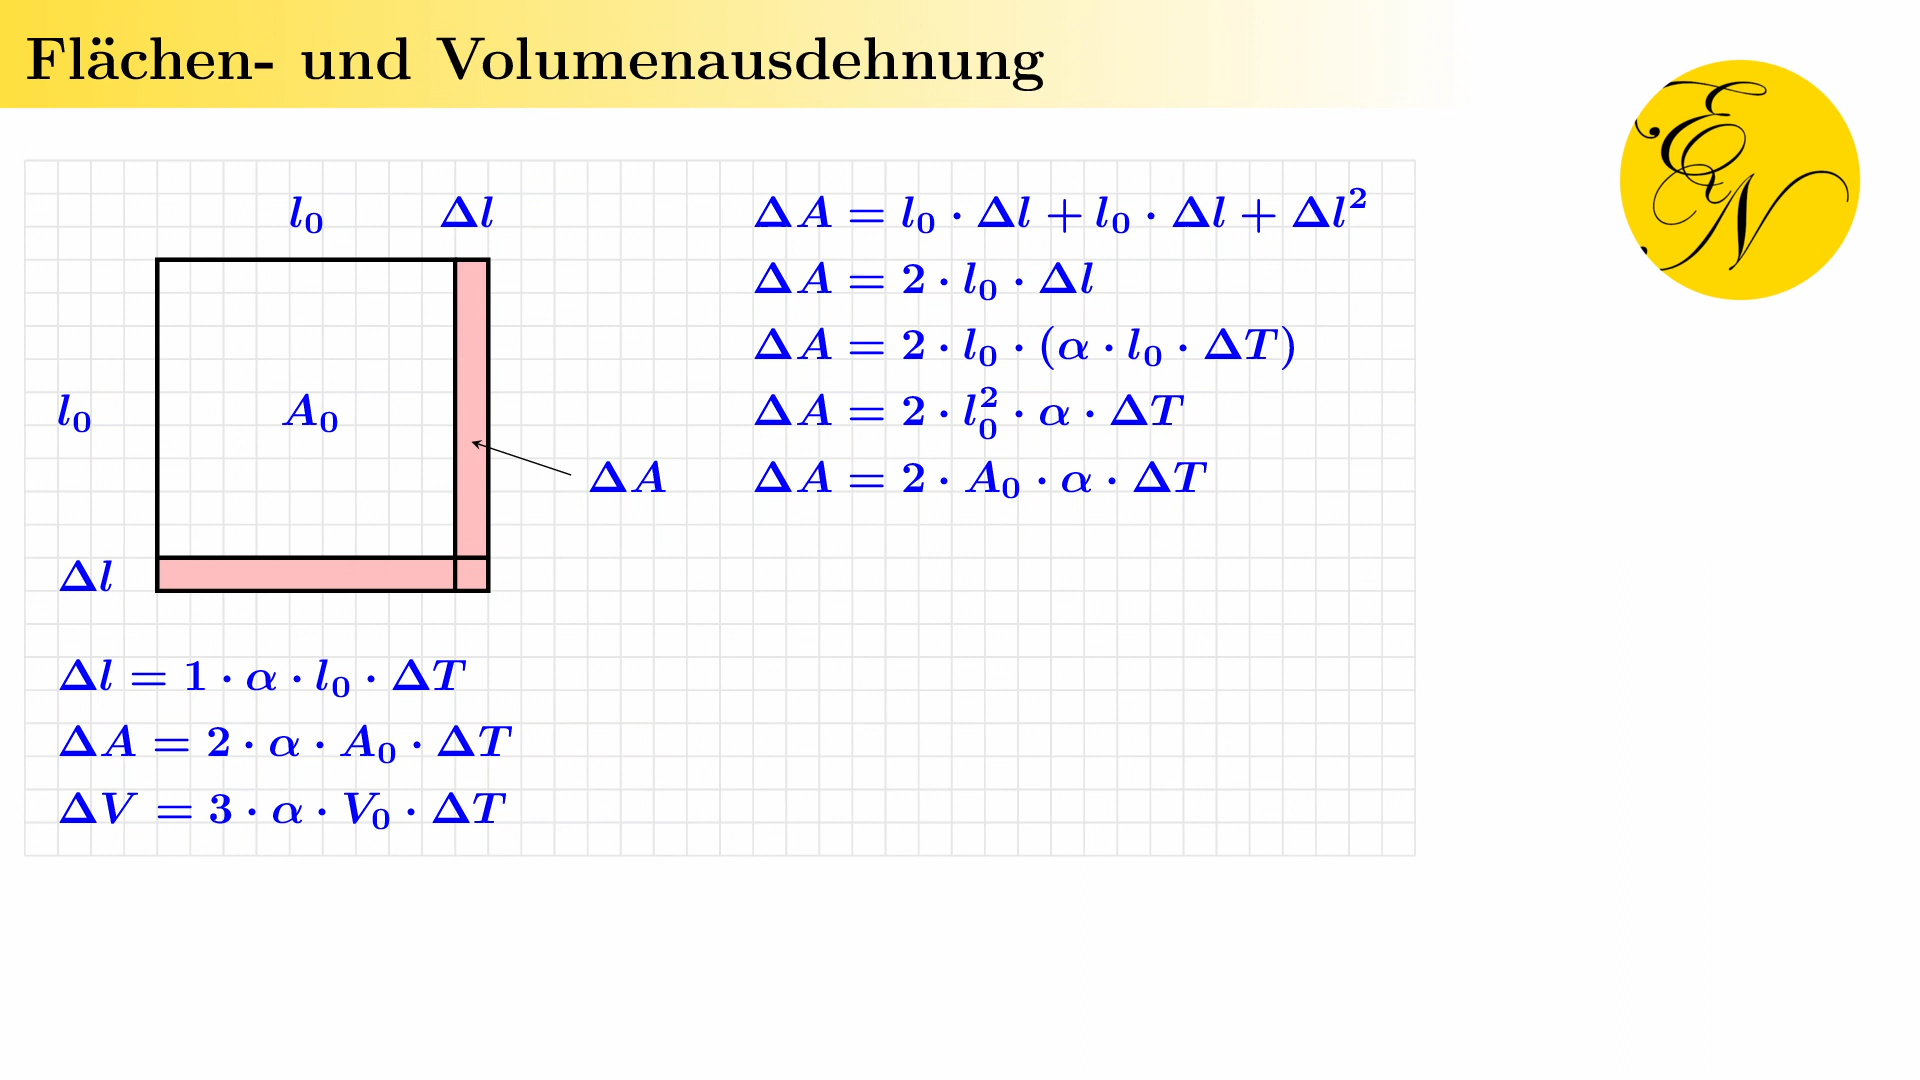 Flächen- und Volumenausdehnung
l₀ Δl
l₀
A₀
ΔA
Δl
Δl = 1 · α · l₀ · ΔT
ΔA = 2 · α · A₀ · ΔT
ΔV = 3 · α · V₀ · ΔT
ΔA = l₀ · Δl + l₀ · Δl + Δl²
ΔA = 2 · l₀ · Δl
ΔA = 2 · l₀ · (α · l₀ · ΔT)
ΔA = 2 · l₀² · α · ΔT
ΔA = 2 · A₀ · α · ΔT